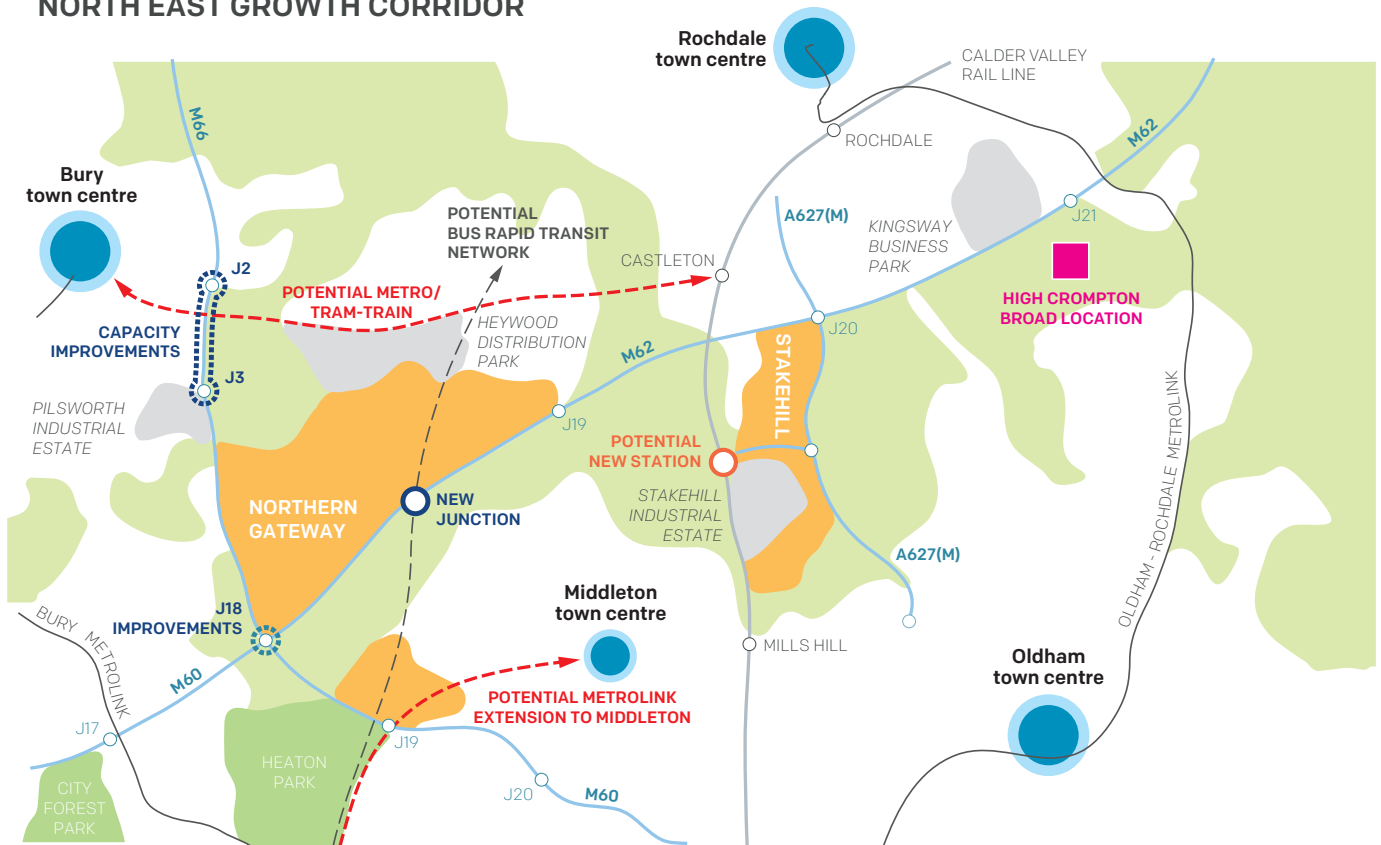 NORTH EAST GROWTH CORRIDOR
Rochdale
town centre
CALDER VALLEY
RAIL LINE
M66
M62
ROCHDALE
Bury
town centre
POTENTIAL
BUS RAPID TRANSIT
NETWORK
A627(M)
KINGSWAY
BUSINESS
PARK
J21
J2
CASTLETON
POTENTIAL METRO/
TRAM-TRAIN
HIGH CROMPTON
BROAD LOCATION
CAPACITY
IMPROVEMENTS
HEYWOOD
DISTRIBUTION
PARK
M62
J20
STAKEHILL
J3
PILSWORTH
INDUSTRIAL
ESTATE
J19
POTENTIAL
NEW STATION
OLDHAM - ROCHDALE METROLINK
NORTHERN
GATEWAY
NEW
JUNCTION
STAKEHILL
INDUSTRIAL
ESTATE
A627(M)
J18
IMPROVEMENTS
Middleton
town centre
BURY METROLINK
MILLS HILL
Oldham
town centre
M60
POTENTIAL METROLINK
EXTENSION TO MIDDLETON
J17
J19
HEATON
PARK
CITY
FOREST
PARK
J20
M60